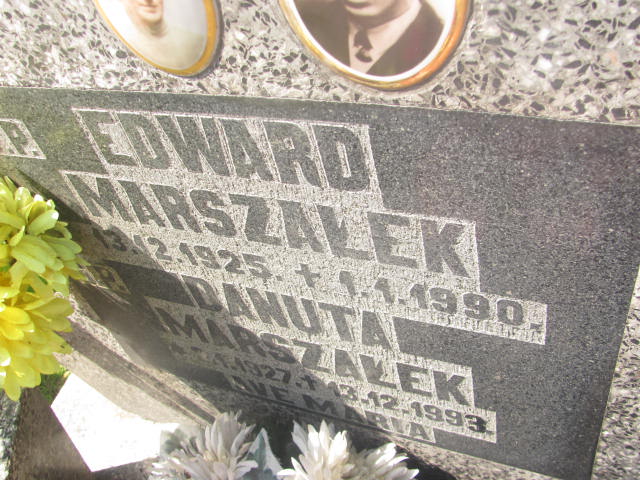 P. EDWARD
MARSZAŁEK
1.1.1990.
DANUTA
MARSZAŁEK
13.12.1993.
AVE MARIA